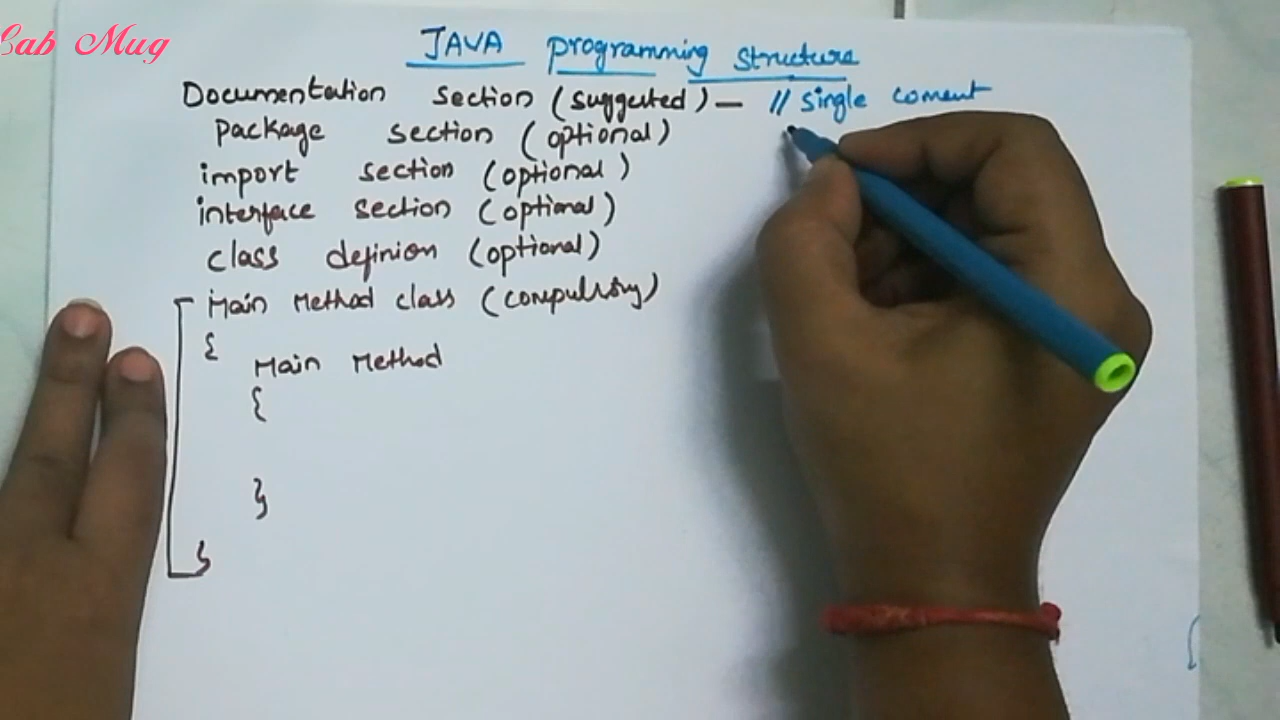 Lab Mug
JAVA programming structure
Documentation section (suggested) — // single coment
package section (optional)
import section (optional)
interface section (optional)
class definion (optional)
Main Method class (compulsory)
{
Main Method
{
}
}